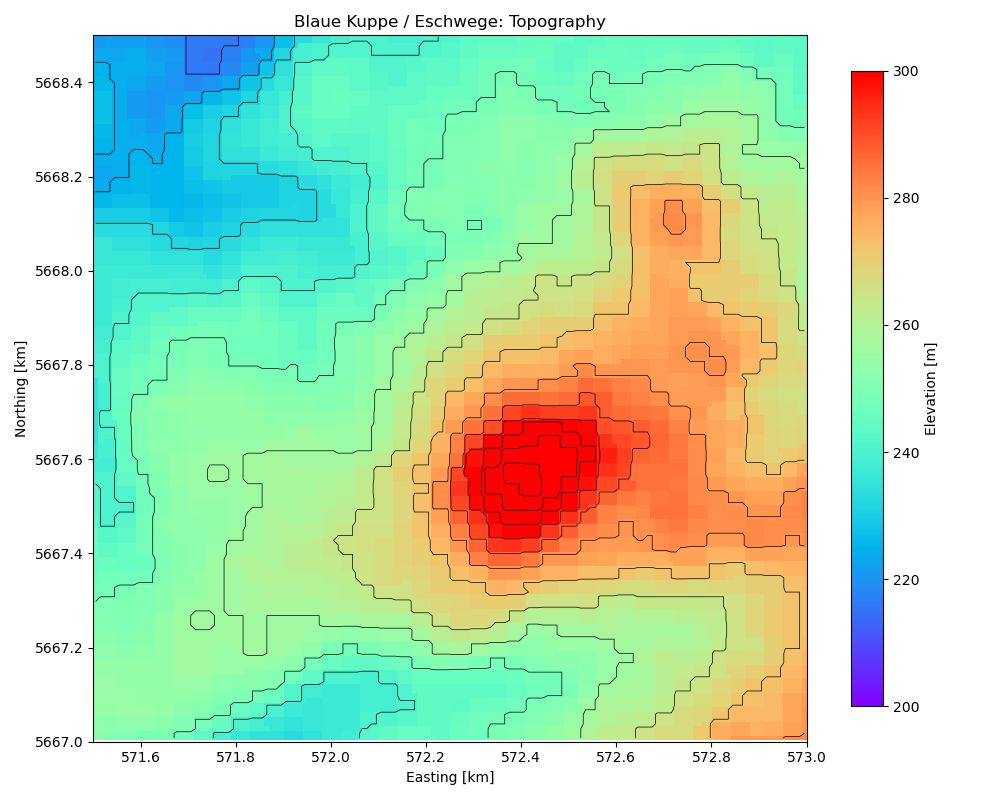 Blaue Kuppe / Eschwege: Topography
5668.4
5668.2
5668.0
5667.8
5667.6
5667.4
5667.2
5667.0
Northing [km]
571.6 571.8 572.0 572.2 572.4 572.6 572.8 573.0
Easting [km]
300
280
260
240
220
200
Elevation [m]